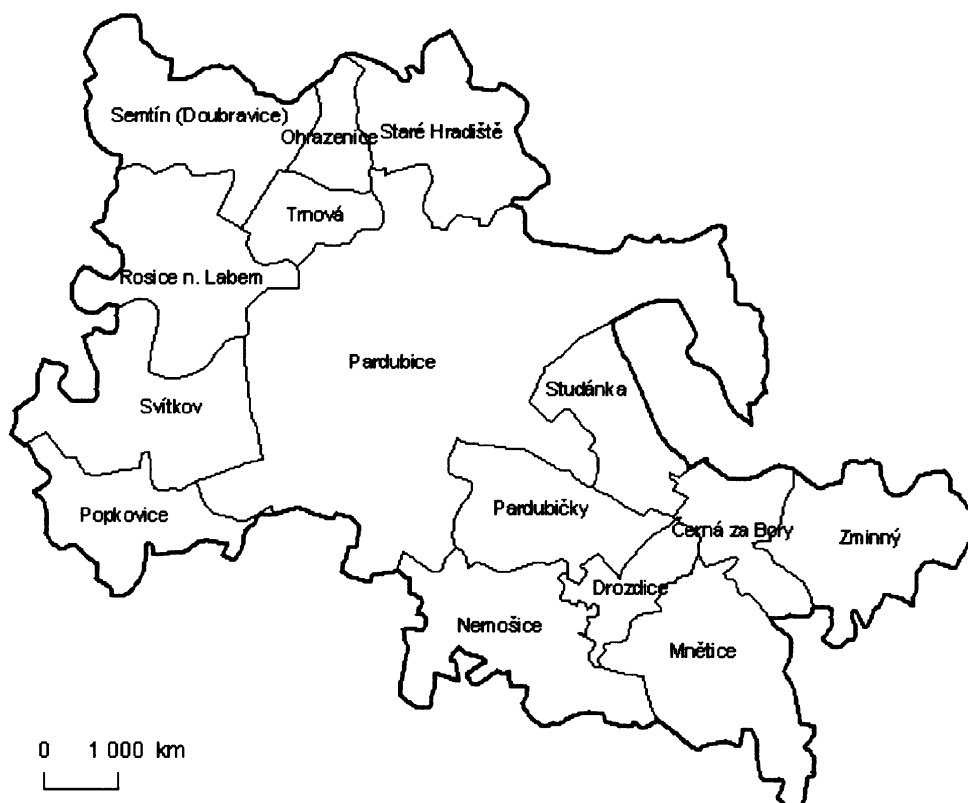 Semtín (Doubravice)
Ohrazenice
Staré Hradiště
Trnová
Rosice n. Labem
Pardubice
Studánka
Svítkov
Popkovice
Pardubičky
Černá za Bory
Zminný
Drozdice
Nemošice
Mnětice
0 1 000 km